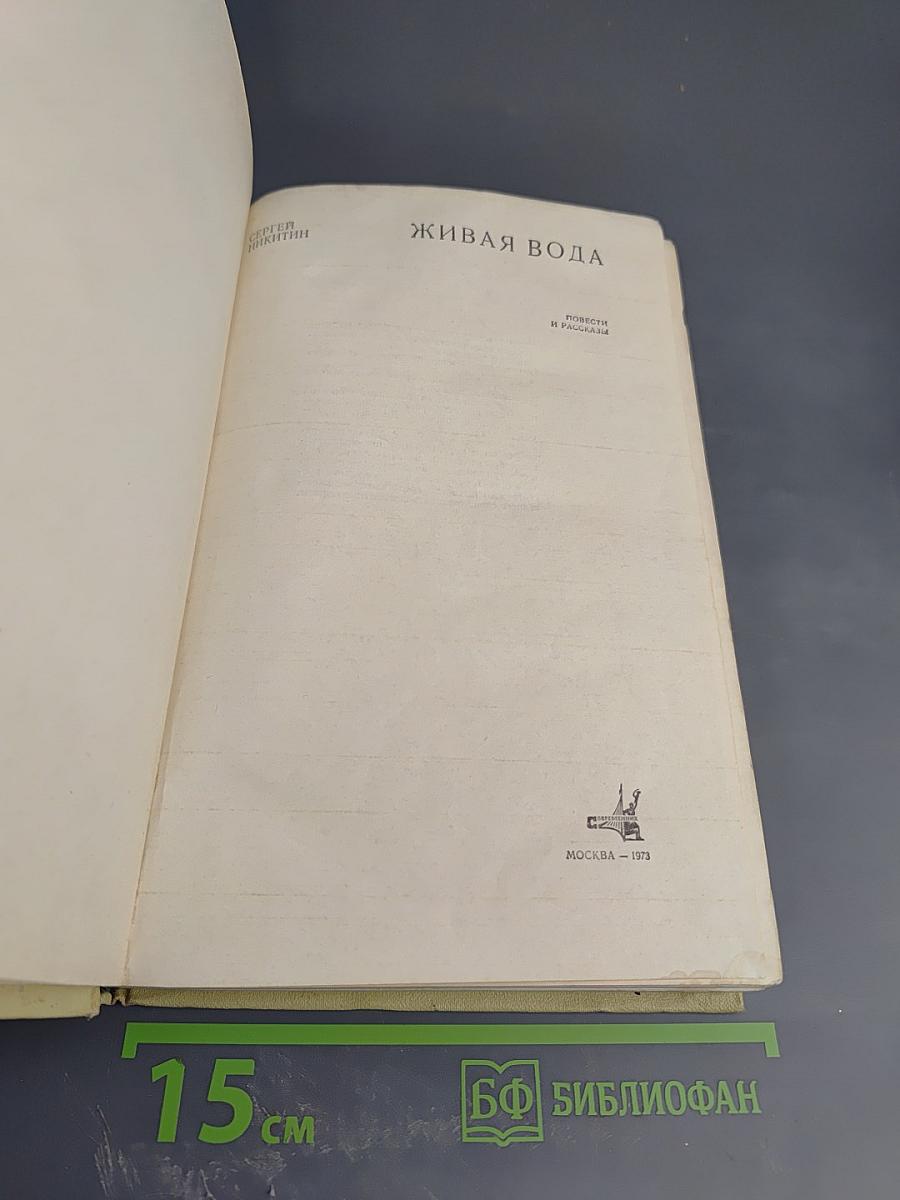 СЕРГЕЙ
НИКИТИН
ЖИВАЯ ВОДА
ПОВЕСТИ
И РАССКАЗЫ
СОВРЕМЕННИК
МОСКВА — 1973
15 см
БФ БИБЛИОФАН